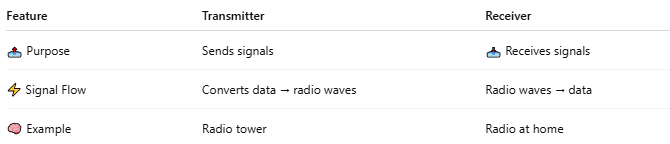 Feature Transmitter Receiver
📤 Purpose Sends signals 📥 Receives signals
⚡ Signal Flow Converts data → radio waves Radio waves → data
🧠 Example Radio tower Radio at home